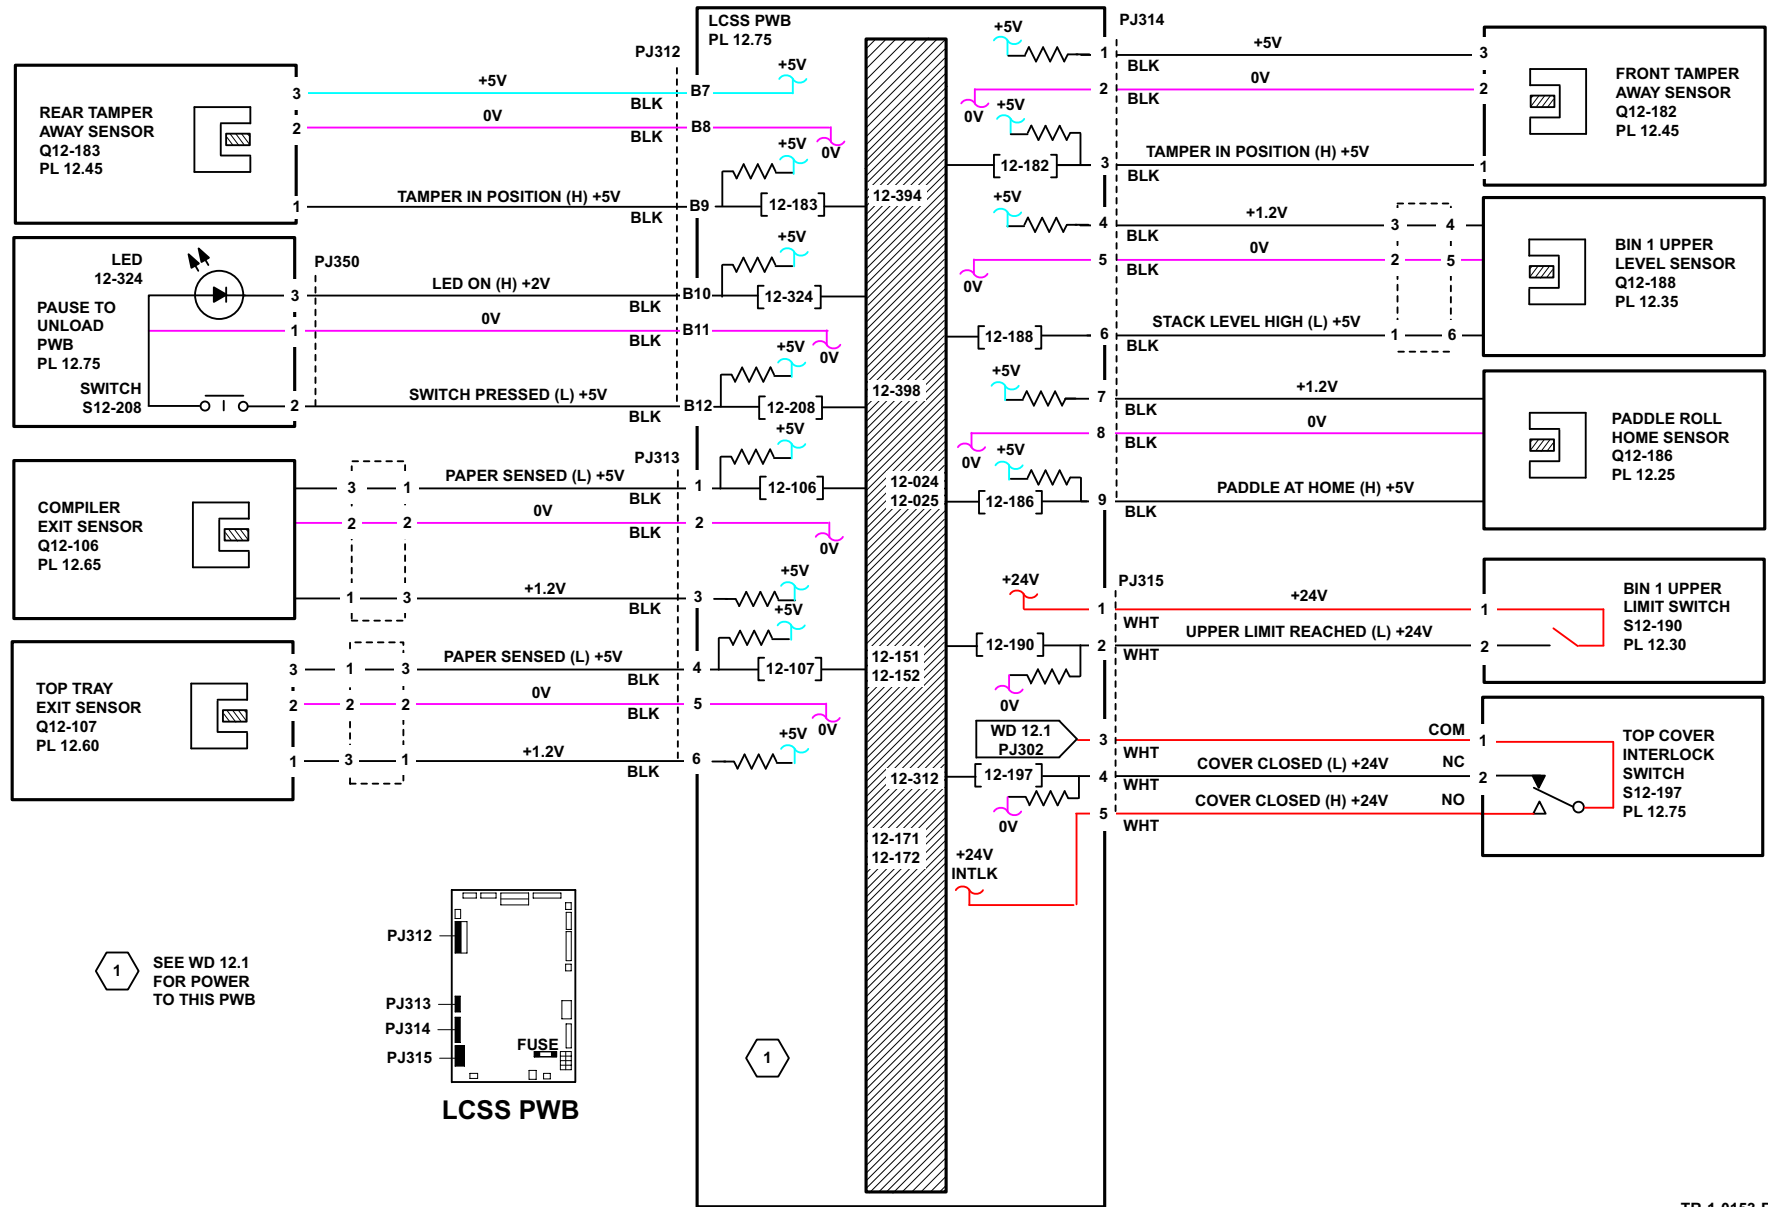 LCSS PWB
PL 12.75
PJ312
REAR TAMPER
AWAY SENSOR
Q12-183
PL 12.45
3
+5V
BLK
B7
+5V
2
0V
BLK
B8
0V
1
TAMPER IN POSITION (H) +5V
BLK
B9
+5V
12-183
12-394
LED
12-324
PAUSE TO
UNLOAD
PWB
PL 12.75
SWITCH
S12-208
PJ350
3
LED ON (H) +2V
BLK
B10
+5V
12-324
1
0V
BLK
B11
0V
2
SWITCH PRESSED (L) +5V
BLK
B12
+5V
12-208
12-398
PJ313
COMPILER
EXIT SENSOR
Q12-106
PL 12.65
3
1
PAPER SENSED (L) +5V
BLK
1
+5V
12-106
12-024
12-025
2
2
0V
BLK
2
0V
1
3
+1.2V
BLK
3
+5V
TOP TRAY
EXIT SENSOR
Q12-107
PL 12.60
3
1
3
PAPER SENSED (L) +5V
BLK
4
+5V
12-107
12-151
12-152
2
2
2
0V
BLK
5
0V
1
3
1
+1.2V
BLK
6
+5V
12-312
12-171
12-172
PJ314
+5V
1
+5V
BLK
3
0V
2
0V
BLK
2
+5V
12-182
3
TAMPER IN POSITION (H) +5V
BLK
1
FRONT TAMPER
AWAY SENSOR
Q12-182
PL 12.45
+5V
4
+1.2V
BLK
3
4
0V
5
0V
BLK
2
5
12-188
6
STACK LEVEL HIGH (L) +5V
BLK
1
6
BIN 1 UPPER
LEVEL SENSOR
Q12-188
PL 12.35
+5V
7
+1.2V
BLK
0V
8
0V
BLK
+5V
12-186
9
PADDLE AT HOME (H) +5V
BLK
PADDLE ROLL
HOME SENSOR
Q12-186
PL 12.25
PJ315
+24V
1
+24V
WHT
1
12-190
2
UPPER LIMIT REACHED (L) +24V
WHT
2
0V
BIN 1 UPPER
LIMIT SWITCH
S12-190
PL 12.30
WD 12.1
PJ302
3
WHT
COM
1
12-197
4
COVER CLOSED (L) +24V
WHT
NC
2
0V
5
COVER CLOSED (H) +24V
WHT
NO
+24V
INTLK
TOP COVER
INTERLOCK
SWITCH
S12-197
PL 12.75
1
SEE WD 12.1
FOR POWER
TO THIS PWB
PJ312
PJ313
PJ314
PJ315
FUSE
LCSS PWB
1